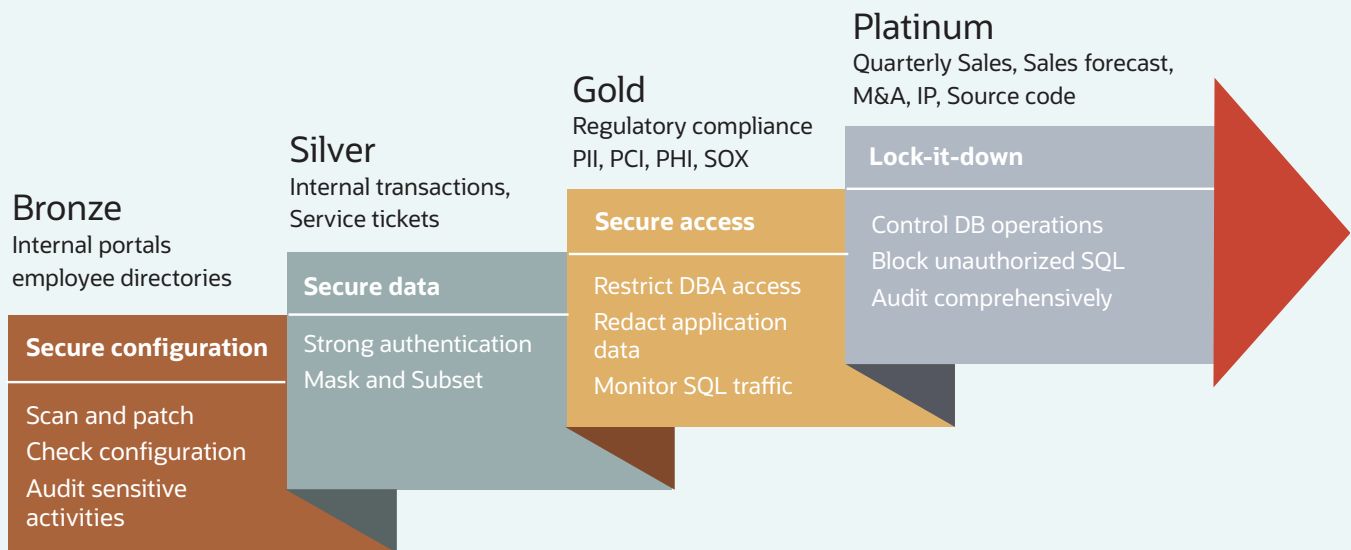 Bronze
Internal portals
employee directories
Secure configuration
Scan and patch
Check configuration
Audit sensitive
activities
Silver
Internal transactions,
Service tickets
Secure data
Strong authentication
Mask and Subset
Gold
Regulatory compliance
PII, PCI, PHI, SOX
Secure access
Restrict DBA access
Redact application
data
Monitor SQL traffic
Platinum
Quarterly Sales, Sales forecast,
M&A, IP, Source code
Lock-it-down
Control DB operations
Block unauthorized SQL
Audit comprehensively